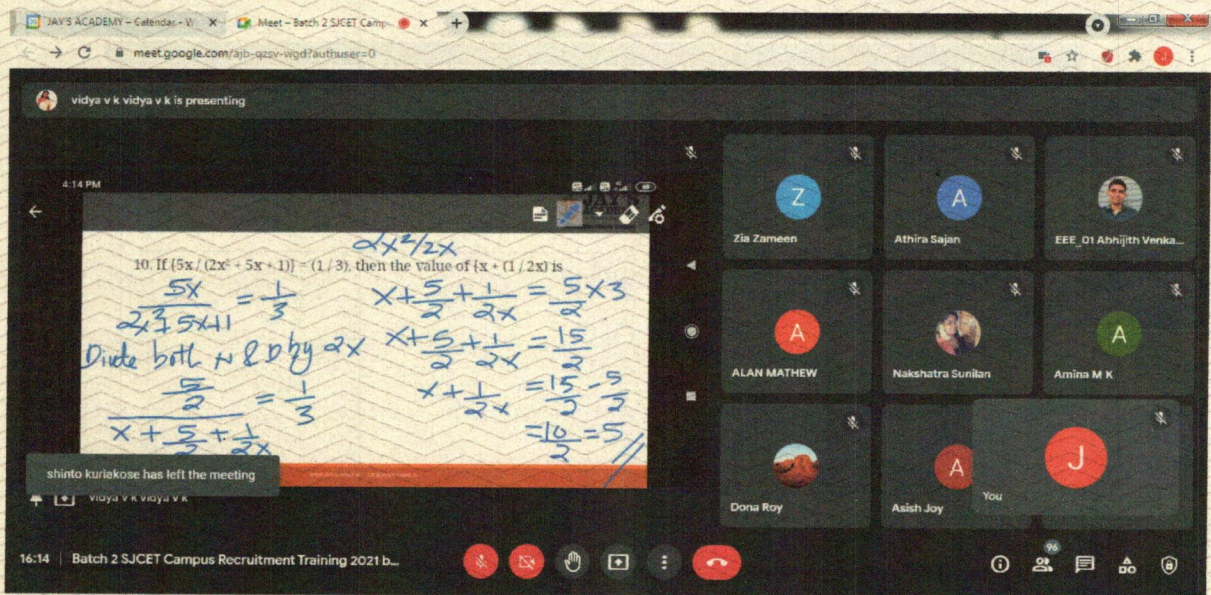 JAY'S ACADEMY – Calendar - W
Meet – Batch 2 SJCET Camp
meet.google.com/ajb-qzsv-wgd?authuser=0
vidya v k vidya v k is presenting
4:14 PM
JAY'S
2x²/2x
10. If {5x / (2x² + 5x + 1)} = (1 / 3), then the value of {x + (1 / 2x) is
5x / 2x²+5x+1 = 1/3
Divide both N & D by 2x
5/2 / x + 5/2 + 1/2x = 1/3
x + 5/2 + 1/2x = 5/2 × 3
x + 5/2 + 1/2x = 15/2
x + 1/2x = 15/2 - 5/2
= 10/2 = 5 //
shinto kuriakose has left the meeting
vidya v k vidya v k
Zia Zameen
Athira Sajan
EEE_01 Abhijith Venka...
ALAN MATHEW
Nakshatra Sunilan
Amina M K
Dona Roy
Asish Joy
You
Z
A
A
A
A
J
J
16:14 | Batch 2 SJCET Campus Recruitment Training 2021 b...
96